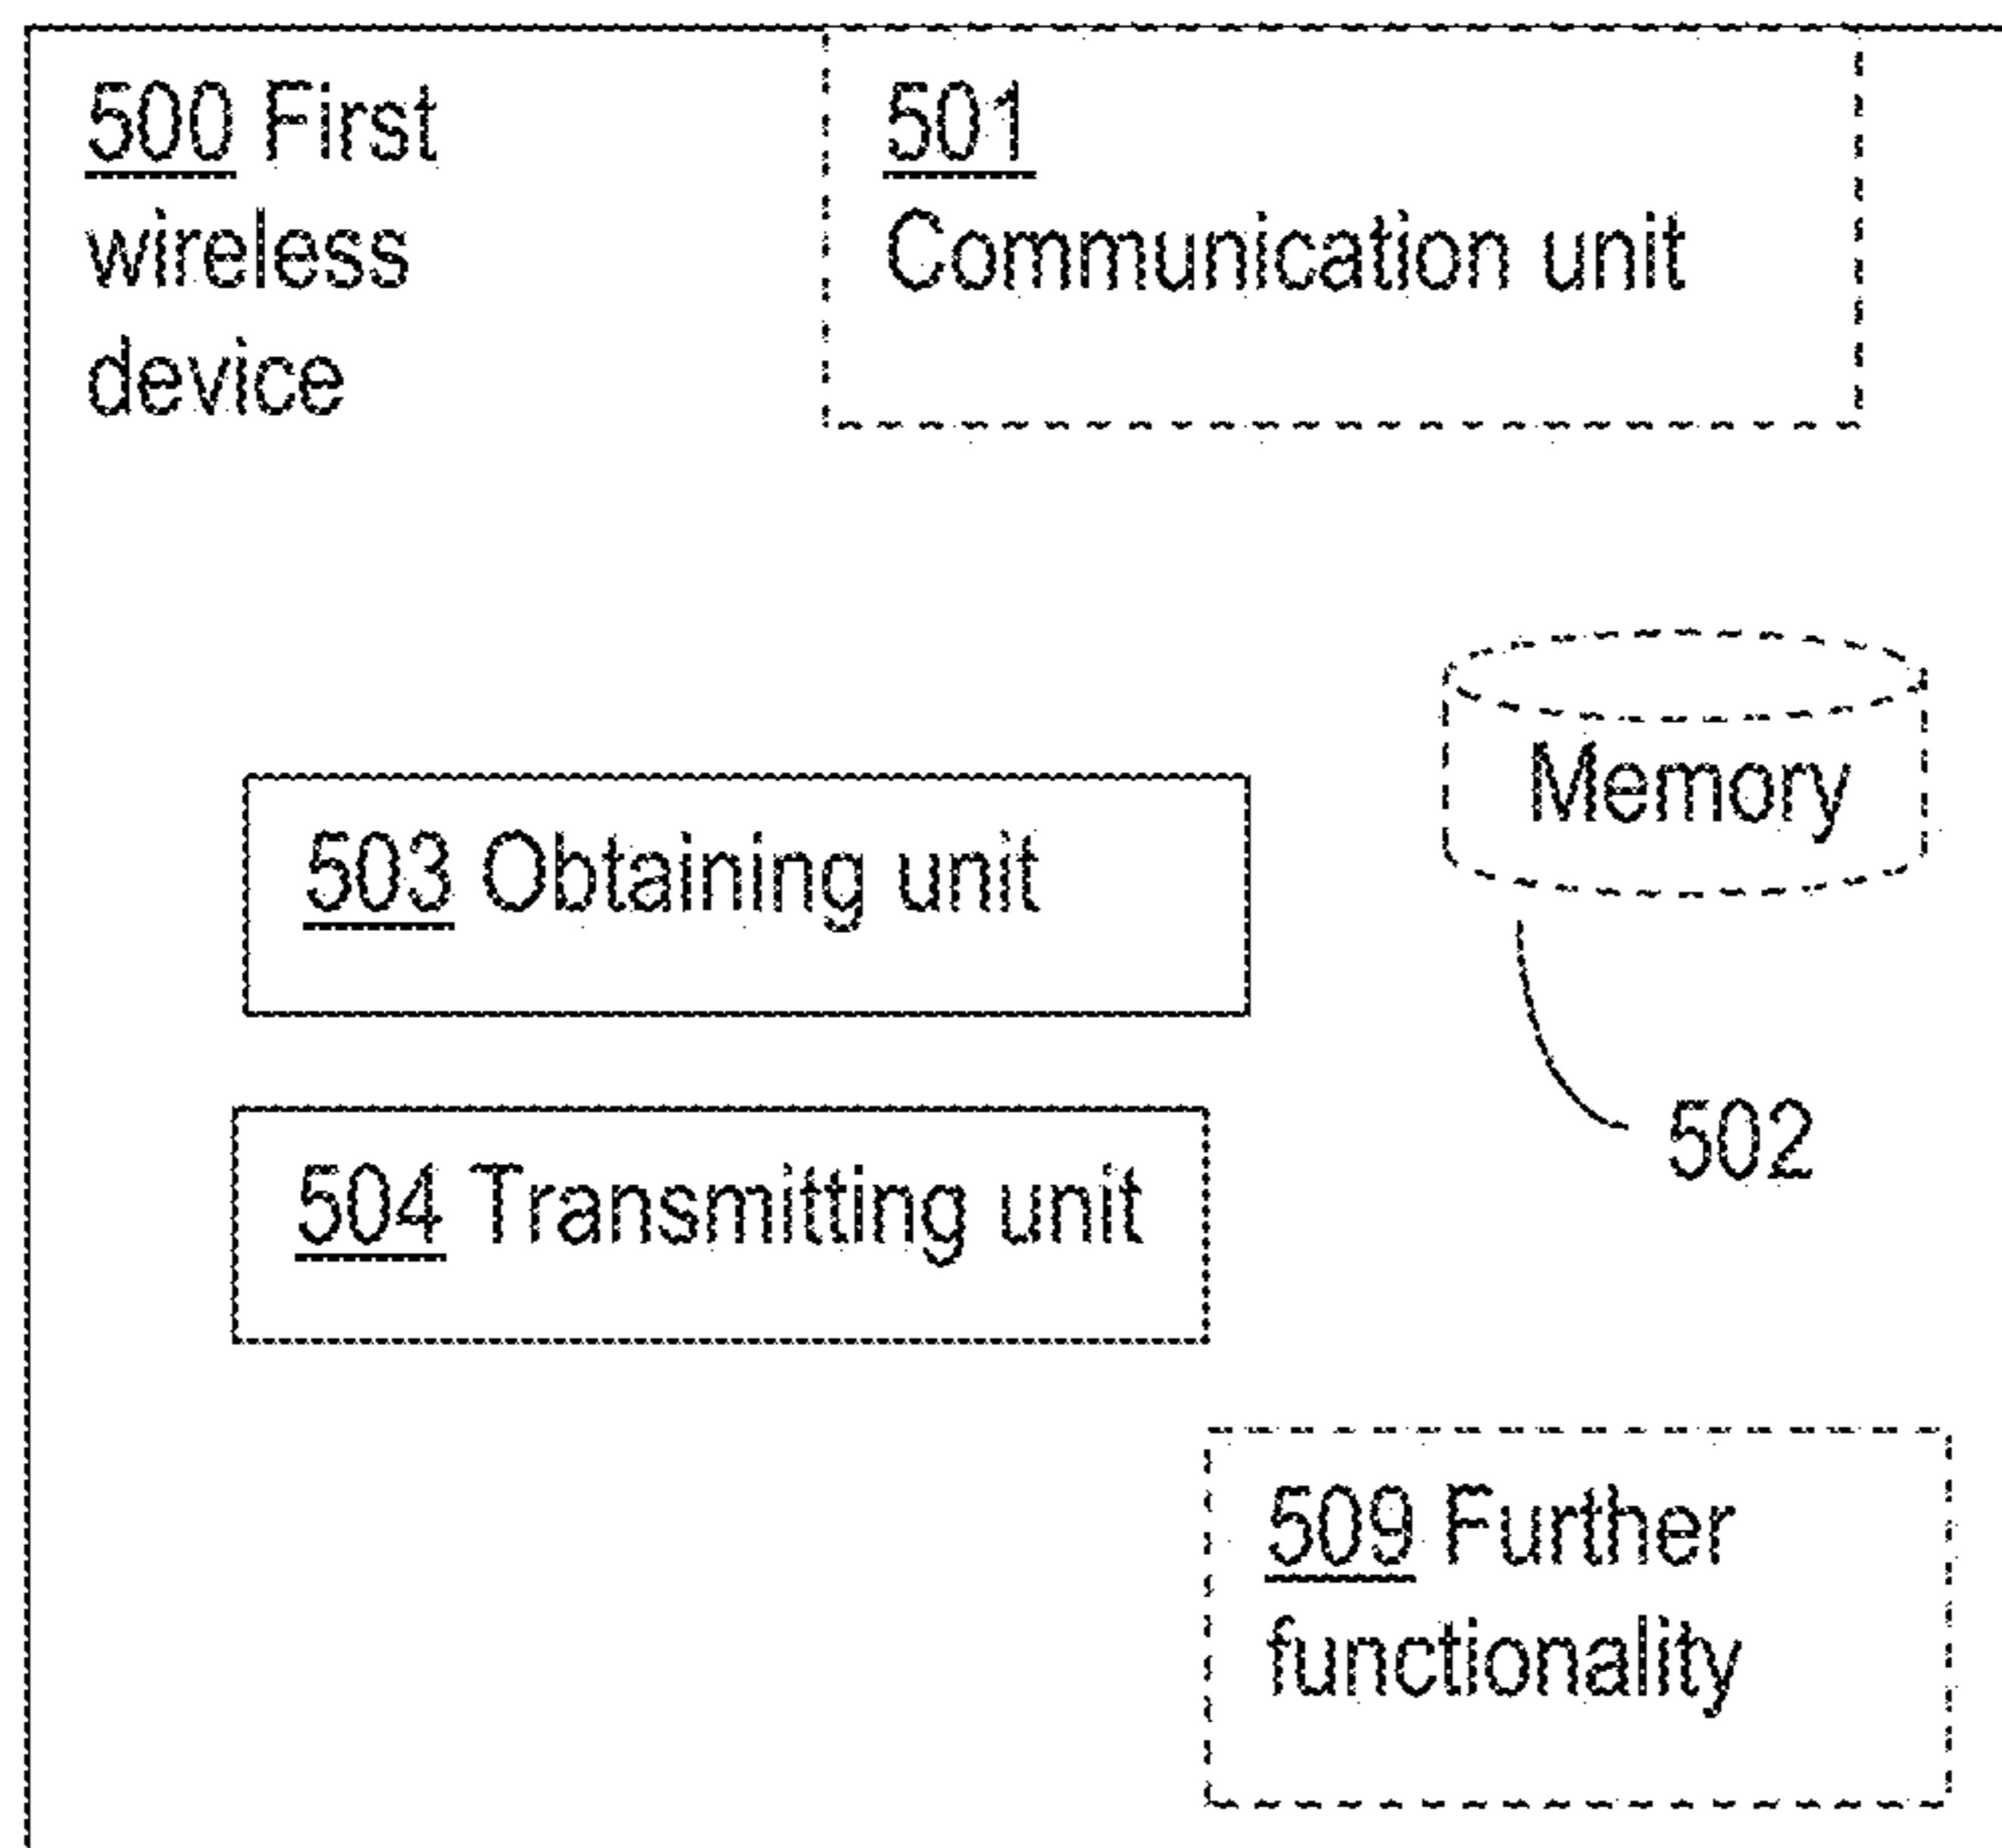 500 First
wireless
device
501
Communication unit
Memory
503 Obtaining unit
502
504 Transmitting unit
509 Further
functionality